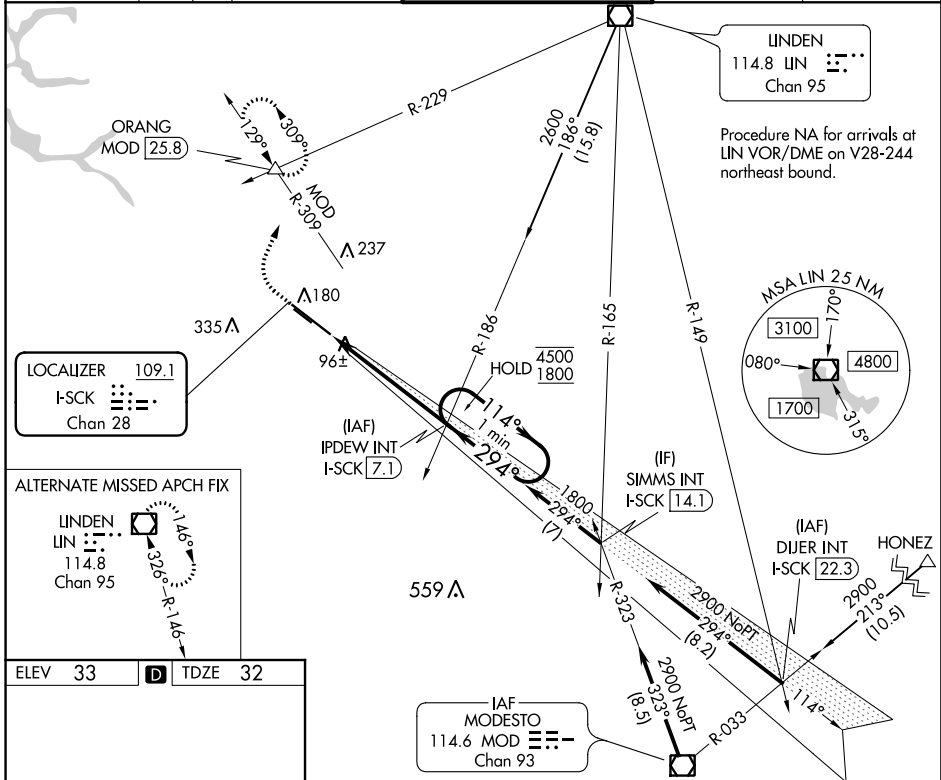 LINDEN
114.8 LIN
Chan 95
R-229
ORANG
MOD 25.8
129°
309°
MOD
R-309
2600
186°
(15.8)
Procedure NA for arrivals at
LIN VOR/DME on V28-244
northeast bound.
237
180
335
96±
R-186
R-165
R-149
MSA LIN 25 NM
3100
170°
080°
4800
1700
315°
LOCALIZER 109.1
I-SCK
Chan 28
HOLD 4500
1800
114°
1 min
294°
(IAF)
IPDEW INT
I-SCK 7.1
1800
294°
(7)
(IF)
SIMMS INT
I-SCK 14.1
ALTERNATE MISSED APCH FIX
LINDEN
LIN
114.8
Chan 95
146°
326°
R-146
(IAF)
DIJER INT
I-SCK 22.3
HONEZ
2900
213°
(10.5)
559
R-323
2900 NoPT
294°
(8.2)
114°
2900 NoPT
323°
(8.5)
R-033
ELEV 33
D
TDZE 32
IAF
MODESTO
114.6 MOD
Chan 93